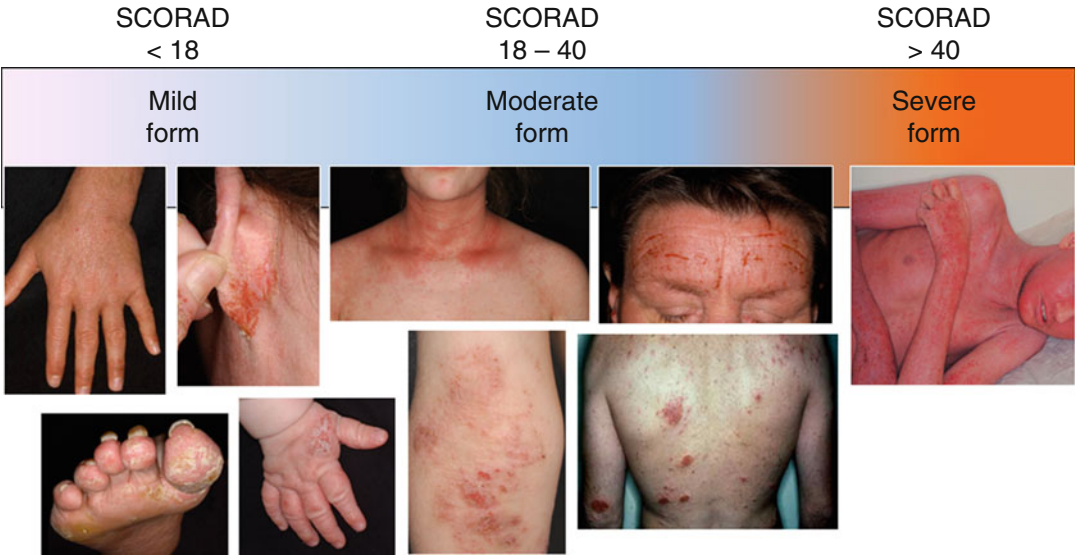 SCORAD
< 18
SCORAD
18 – 40
SCORAD
> 40
Mild
form
Moderate
form
Severe
form